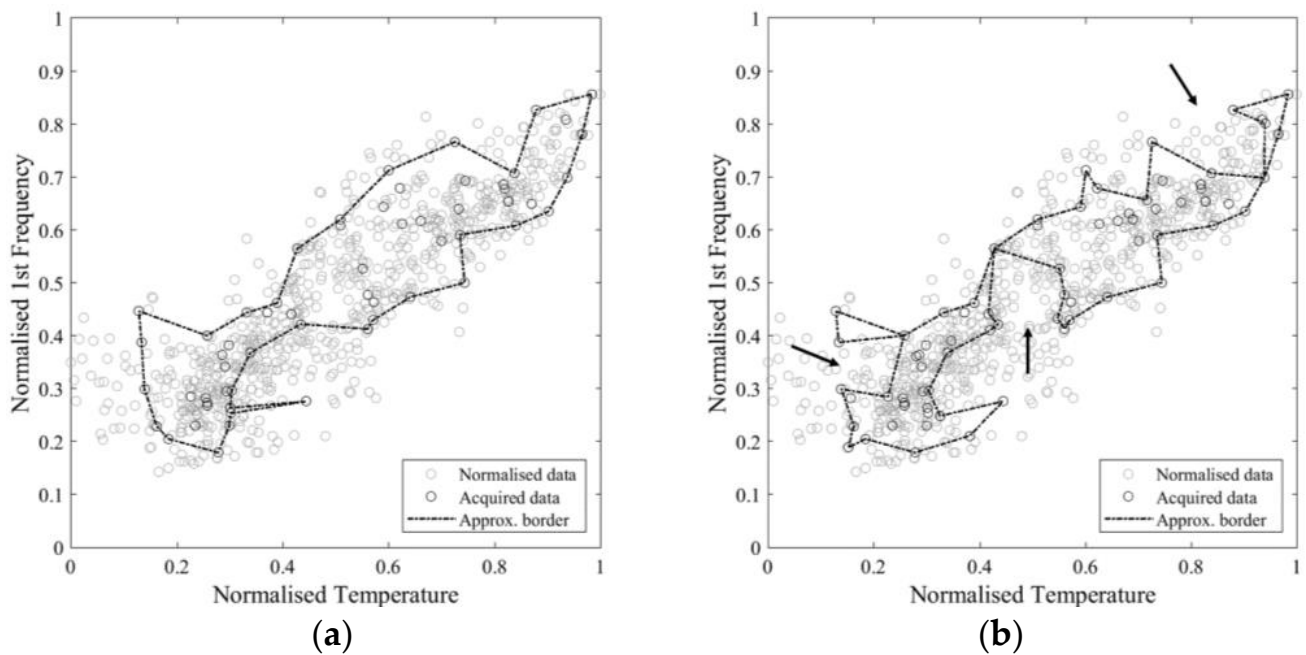 1
0.9
0.8
0.7
0.6
0.5
0.4
0.3
0.2
0.1
0
Normalised 1st Frequency
0 0.2 0.4 0.6 0.8 1
Normalised Temperature
Normalised data
Acquired data
Approx. border
(a)
1
0.9
0.8
0.7
0.6
0.5
0.4
0.3
0.2
0.1
0
Normalised 1st Frequency
0 0.2 0.4 0.6 0.8 1
Normalised Temperature
Normalised data
Acquired data
Approx. border
(b)